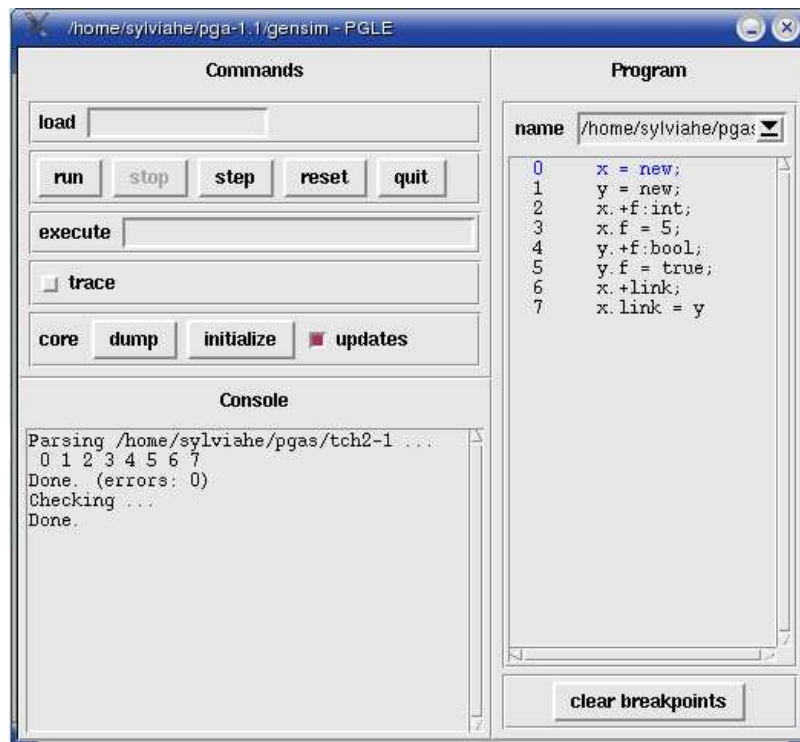 /home/sylviahe/pga-1.1/gensim - PGLE
Commands
load
run stop step reset quit
execute
trace
core dump initialize updates
Console
Parsing /home/sylviahe/pgas/tch2-1 ...
0 1 2 3 4 5 6 7
Done. (errors: 0)
Checking ...
Done.
Program
name /home/sylviahe/pgas
0 x = new;
1 y = new;
2 x.+f:int;
3 x.f = 5;
4 y.+f:bool;
5 y.f = true;
6 x.+link;
7 x.link = y
clear breakpoints